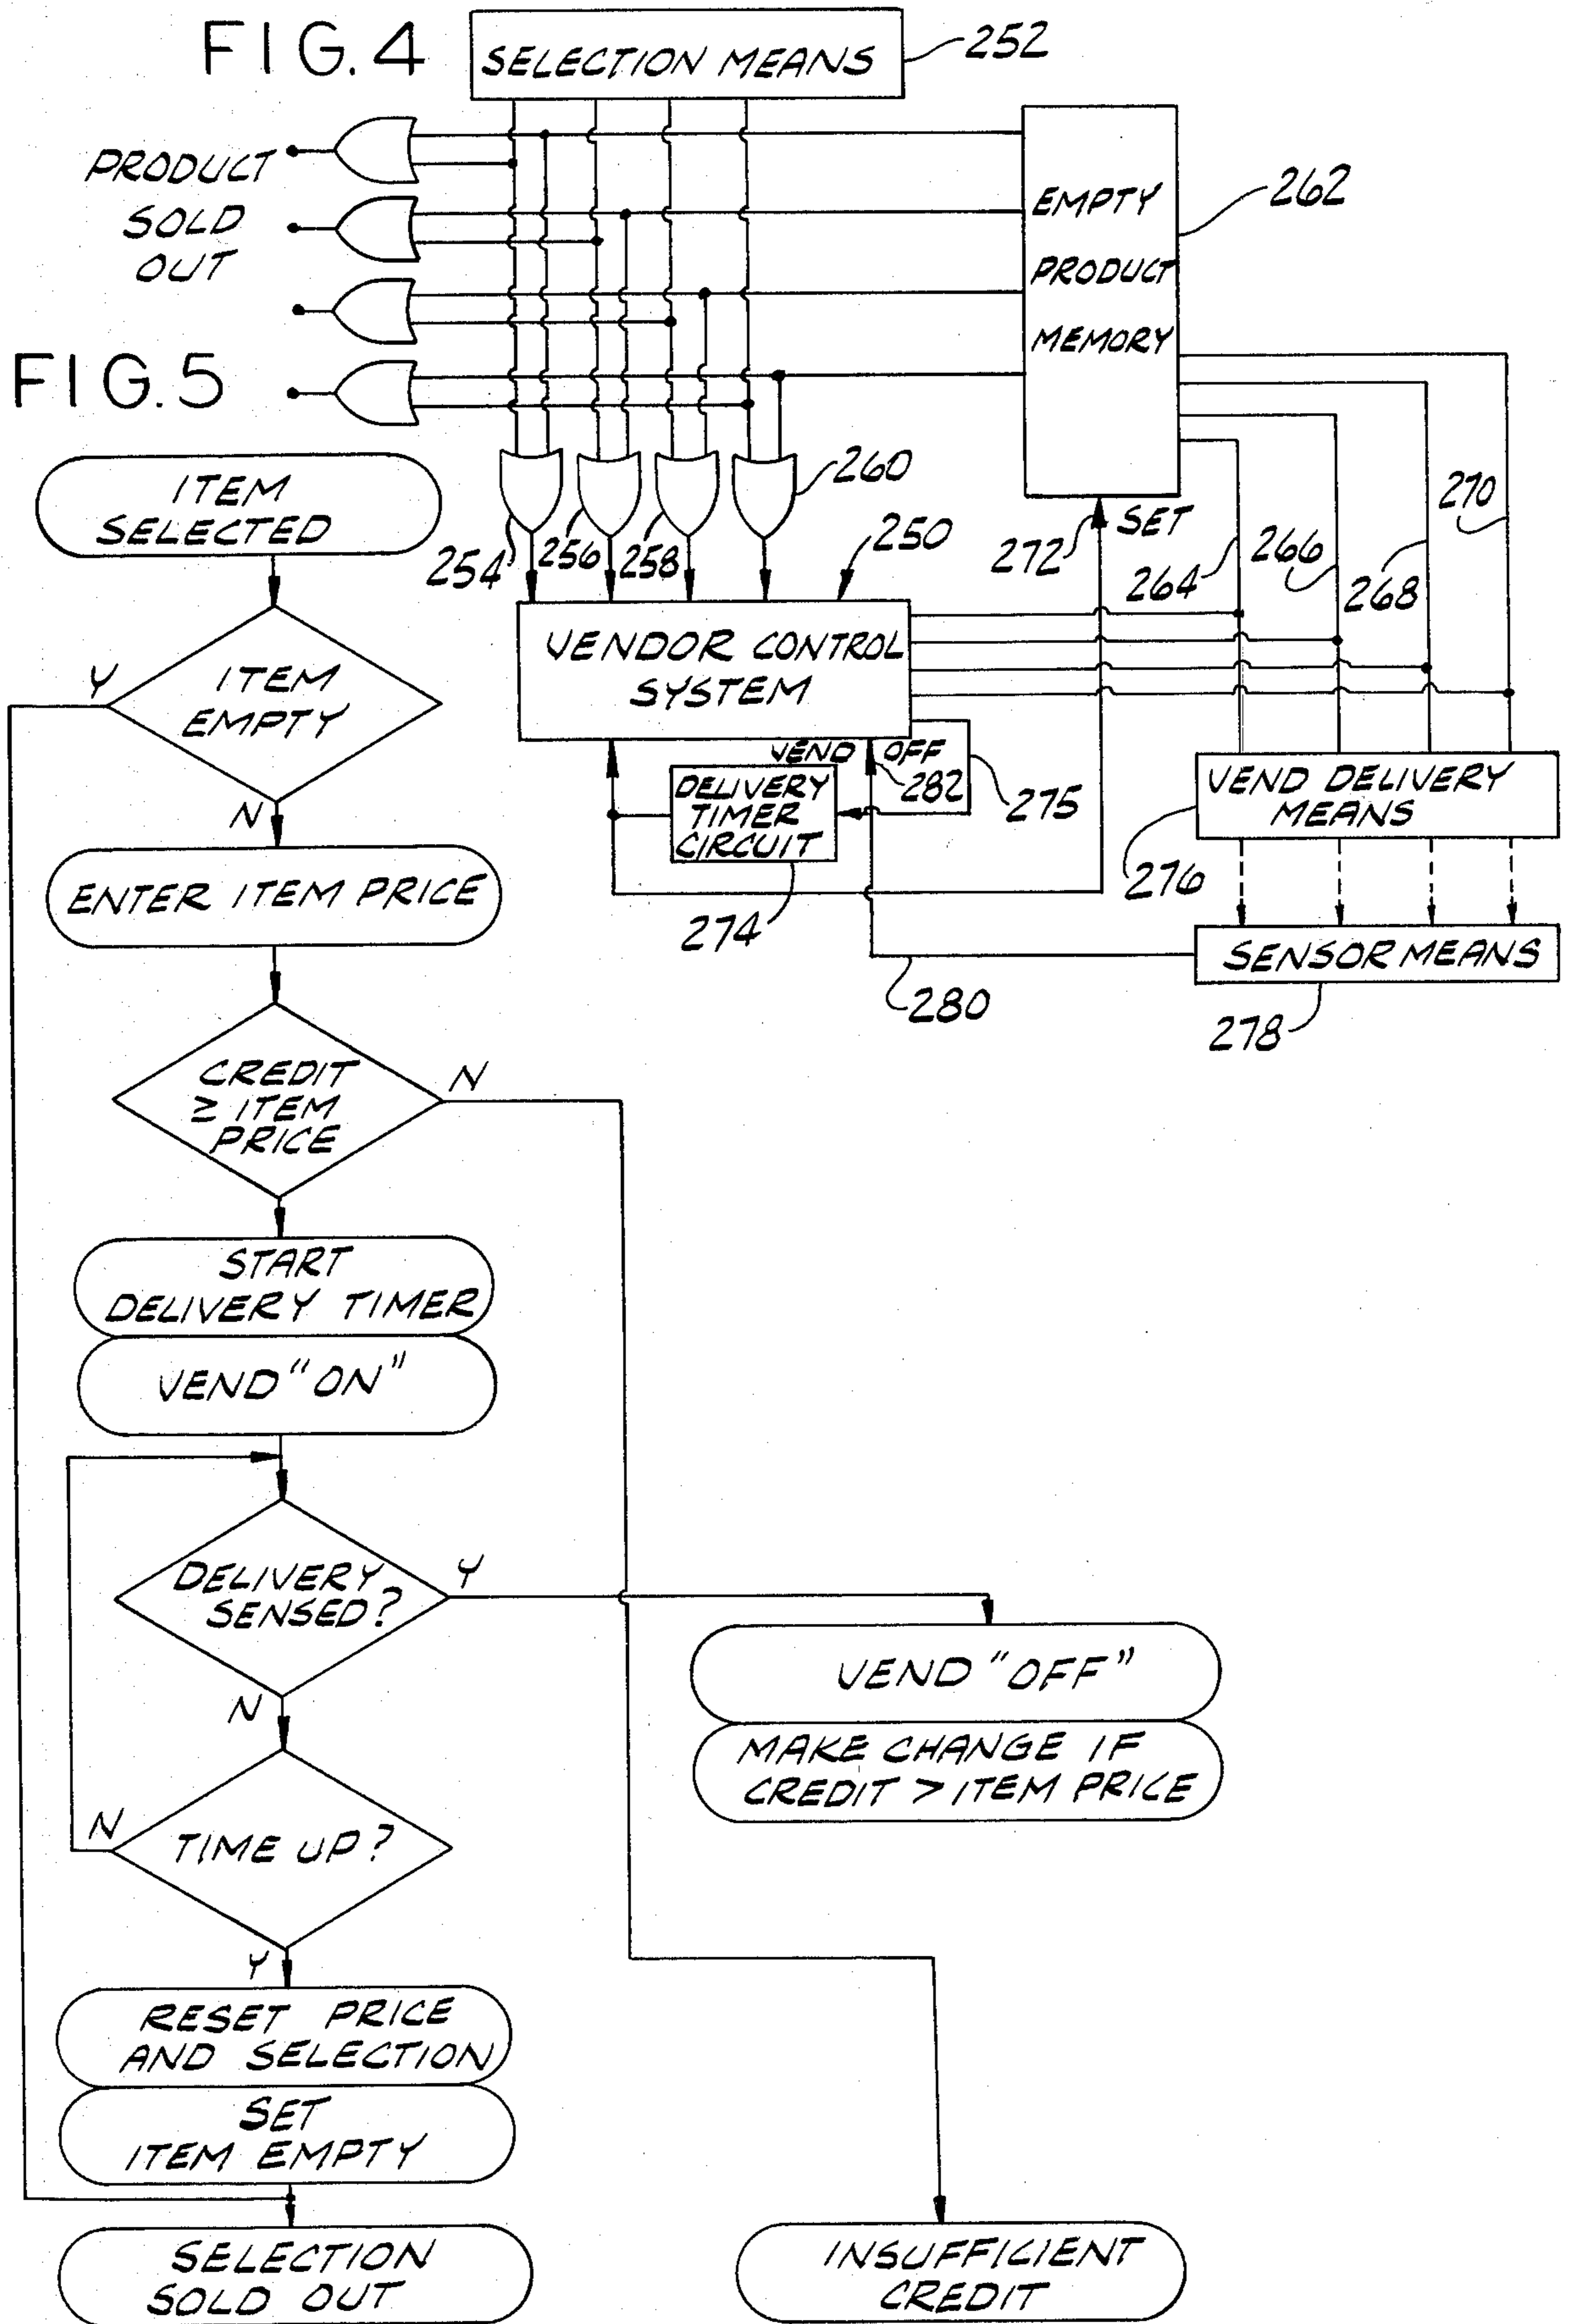 FIG.4
SELECTION MEANS
252
PRODUCT
SOLD
OUT
EMPTY
PRODUCT
MEMORY
262
260
254
256
258
250
272
SET
264
266
268
270
VENDOR CONTROL
SYSTEM
VEND OFF
282
275
DELIVERY
TIMER
CIRCUIT
274
VEND DELIVERY
MEANS
276
SENSOR MEANS
280
278
FIG.5
ITEM
SELECTED
Y
ITEM
EMPTY
N
ENTER ITEM PRICE
CREDIT
≥ ITEM
PRICE
N
START
DELIVERY TIMER
VEND "ON"
DELIVERY
SENSED?
Y
N
VEND "OFF"
MAKE CHANGE IF
CREDIT > ITEM PRICE
N
TIME UP?
Y
RESET PRICE
AND SELECTION
SET
ITEM EMPTY
SELECTION
SOLD OUT
INSUFFICIENT
CREDIT